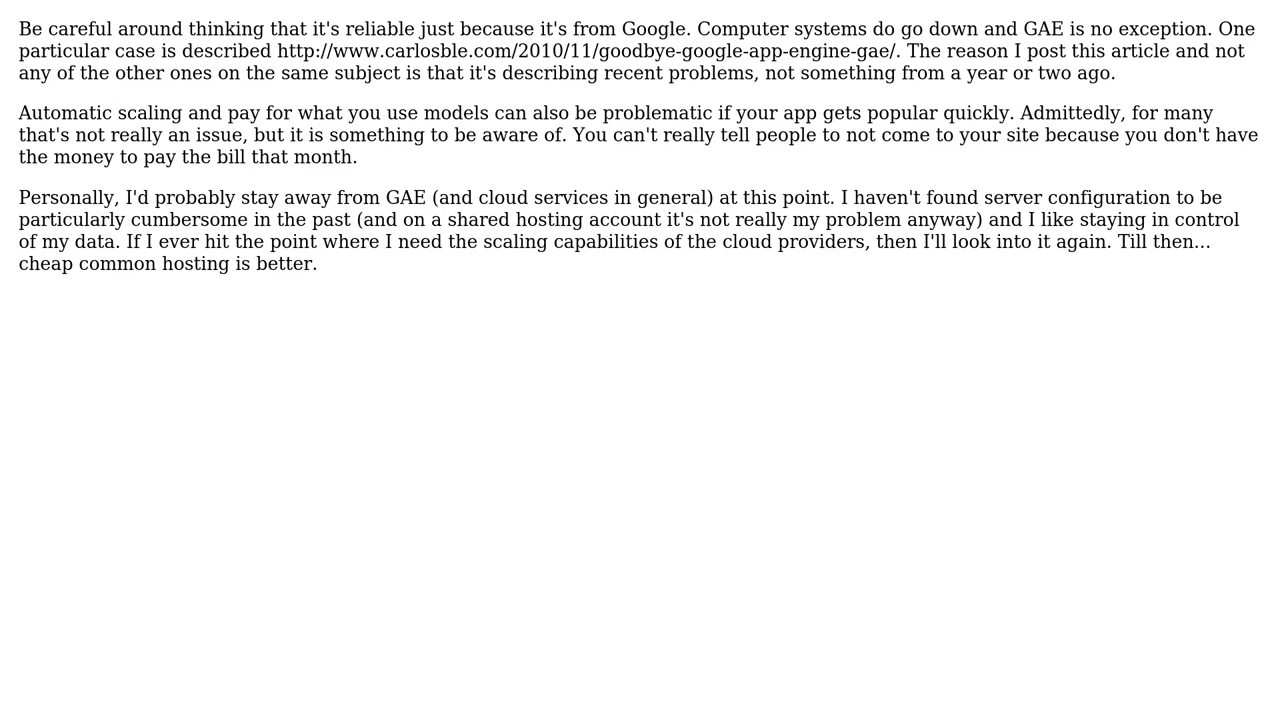 Be careful around thinking that it's reliable just because it's from Google. Computer systems do go down and GAE is no exception. One
particular case is described http://www.carlosble.com/2010/11/goodbye-google-app-engine-gae/. The reason I post this article and not
any of the other ones on the same subject is that it's describing recent problems, not something from a year or two ago.
Automatic scaling and pay for what you use models can also be problematic if your app gets popular quickly. Admittedly, for many
that's not really an issue, but it is something to be aware of. You can't really tell people to not come to your site because you don't have
the money to pay the bill that month.
Personally, I'd probably stay away from GAE (and cloud services in general) at this point. I haven't found server configuration to be
particularly cumbersome in the past (and on a shared hosting account it's not really my problem anyway) and I like staying in control
of my data. If I ever hit the point where I need the scaling capabilities of the cloud providers, then I'll look into it again. Till then...
cheap common hosting is better.